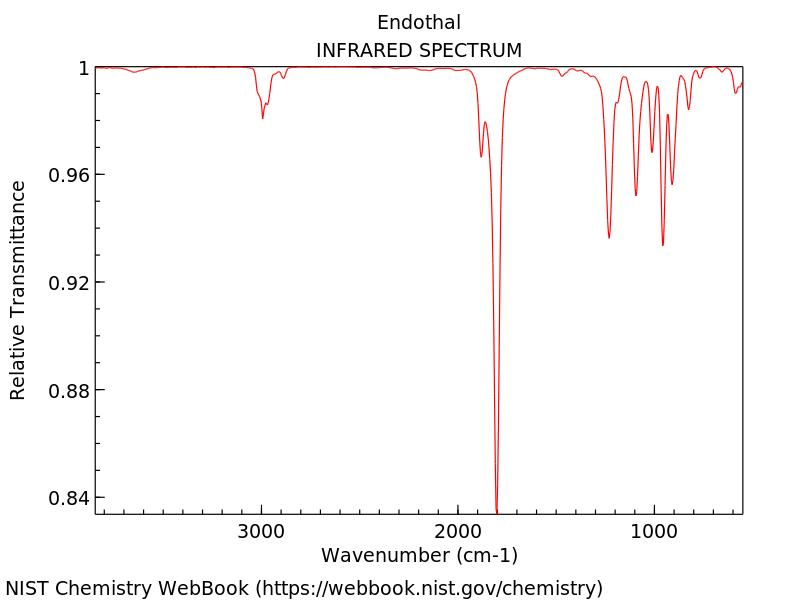 Endothal
INFRARED SPECTRUM
1
0.96
0.92
0.88
0.84
Relative Transmittance
3000 2000 1000
Wavenumber (cm-1)
NIST Chemistry WebBook (https://webbook.nist.gov/chemistry)